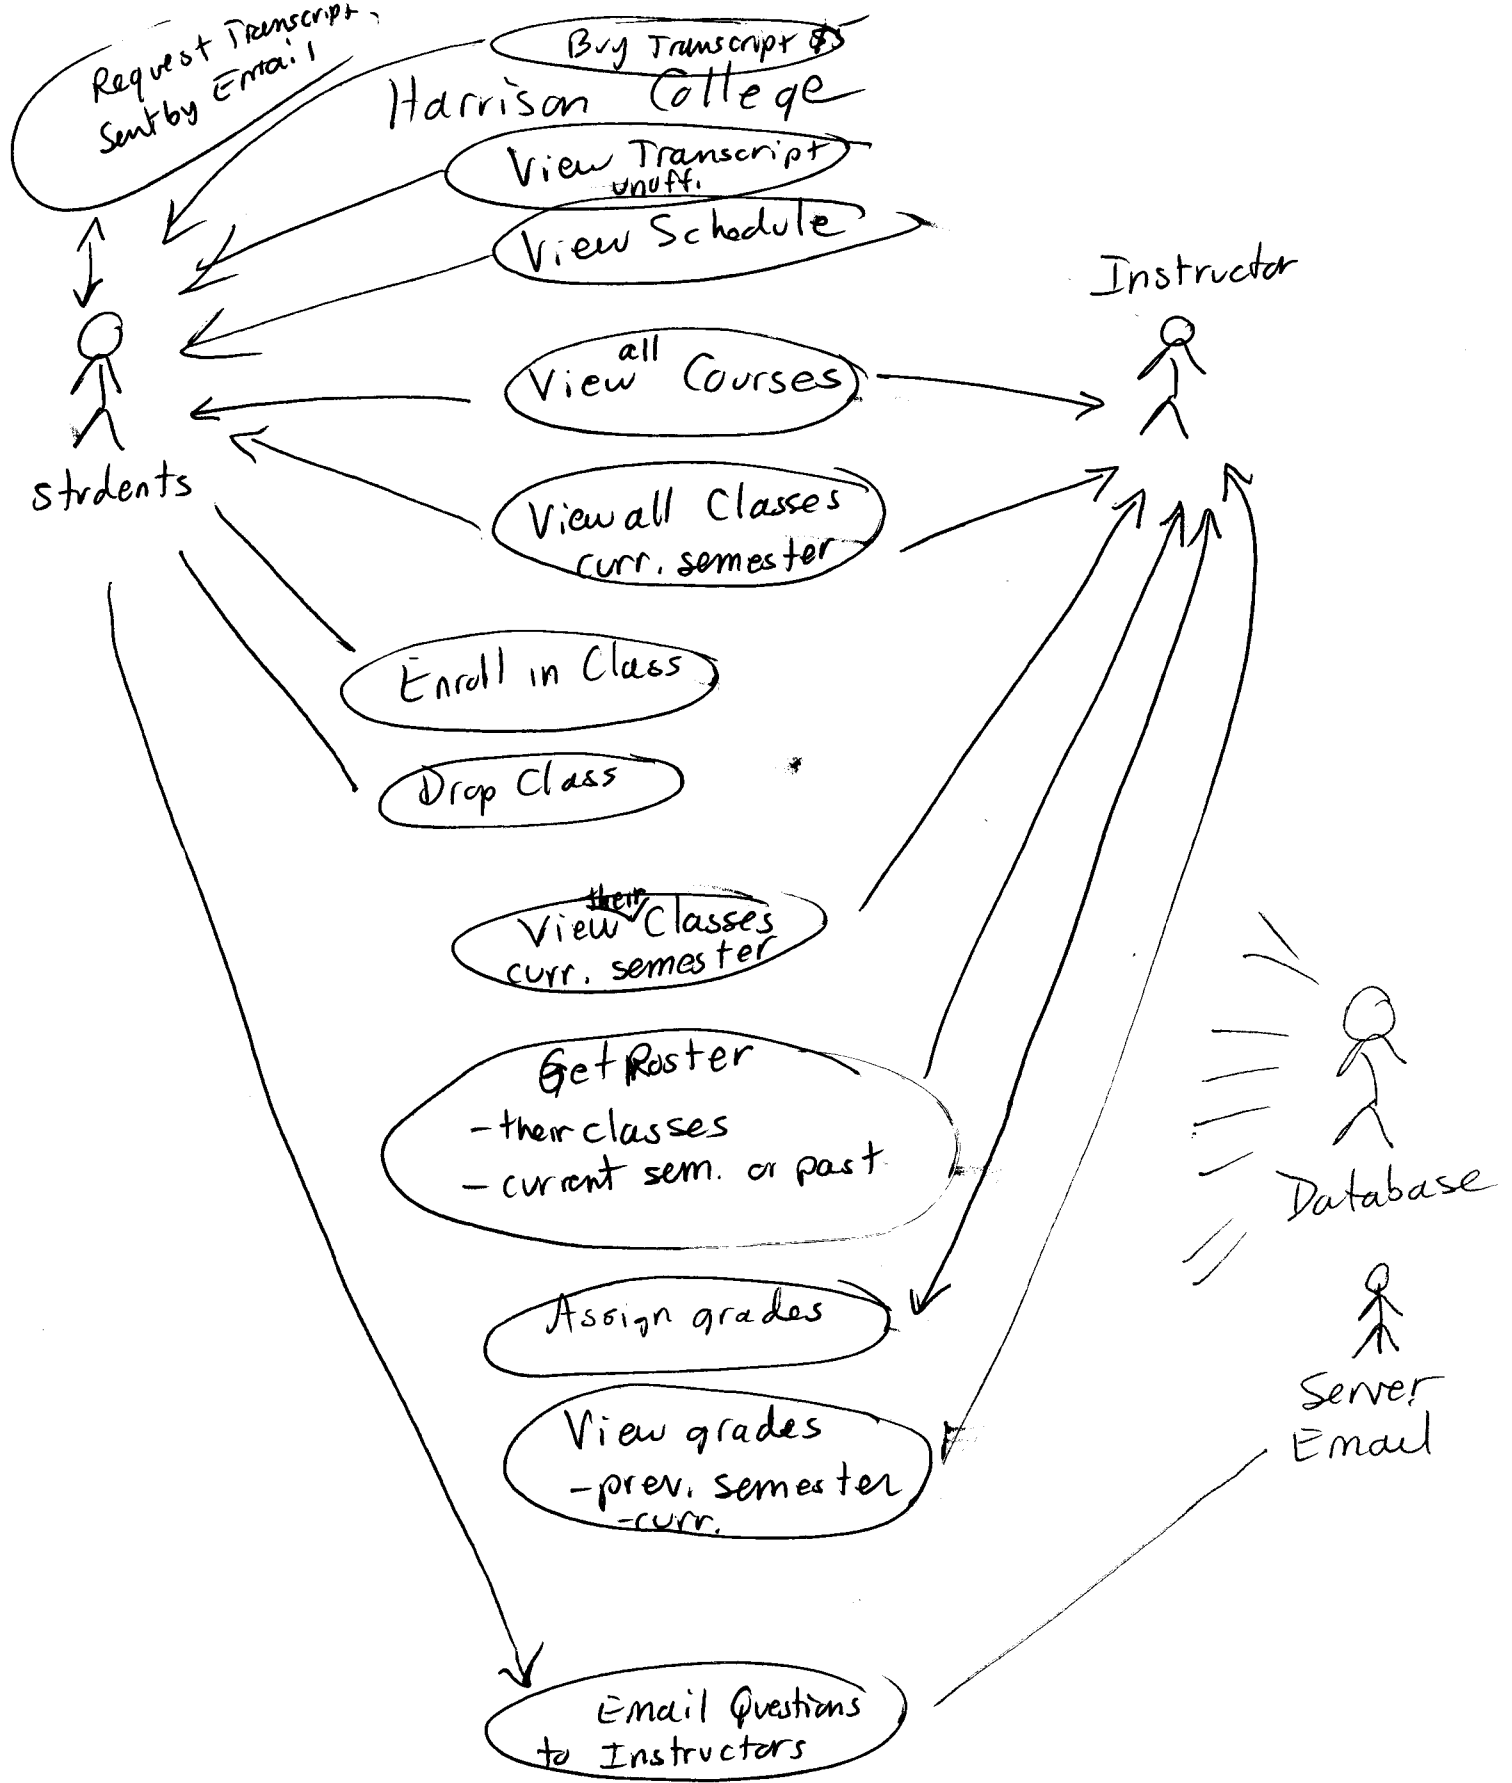 Request Transcript,
Sent by Email
Buy Transcript $
Harrison College
View Transcript
unoff.
View Schedule
Instructor
all
View Courses
Students
View all Classes
curr. semester
Enroll in Class
Drop Class
their
View Classes
curr. semester
Get Roster
- their classes
- current sem. or past
Database
Assign grades
Server
Email
View grades
- prev. semester
- curr.
Email Questions
to Instructors